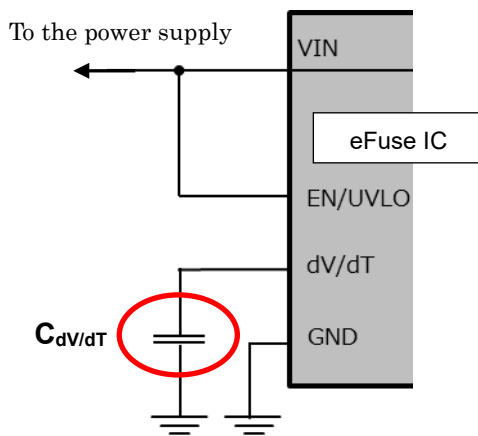 To the power supply
VIN
eFuse IC
EN/UVLO
dV/dT
CdV/dT
GND